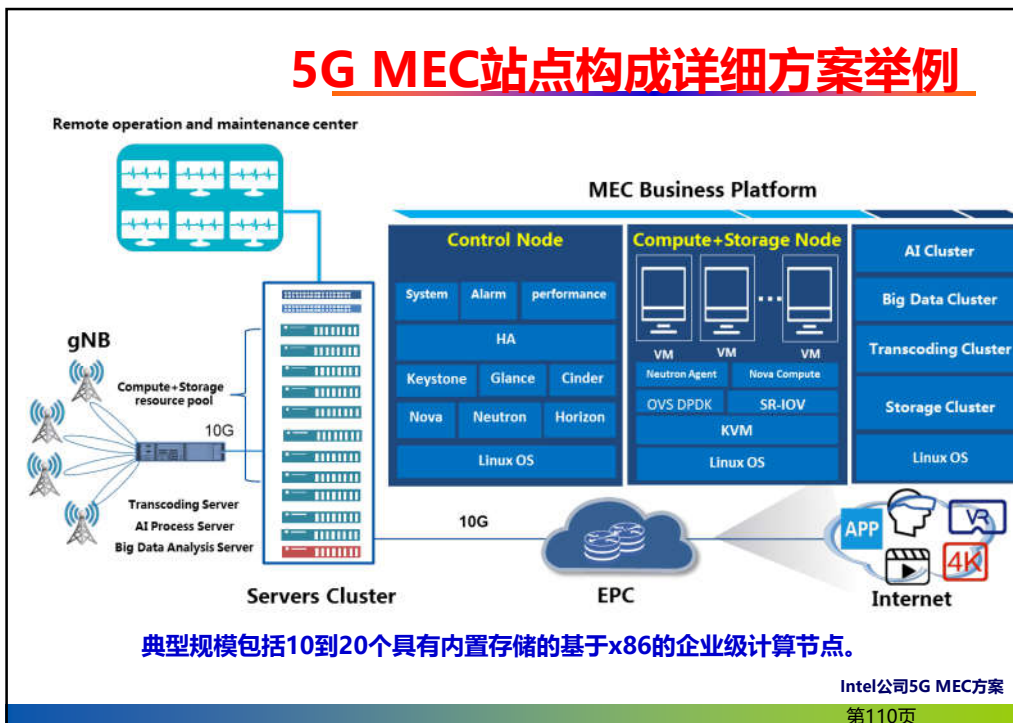 5G MEC站点构成详细方案举例
Remote operation and maintenance center
MEC Business Platform
Control Node
System Alarm performance
HA
Keystone Glance Cinder
Nova Neutron Horizon
Linux OS
Compute+Storage Node
...
VM VM VM
Neutron Agent Nova Compute
OVS DPDK SR-IOV
KVM
Linux OS
AI Cluster
Big Data Cluster
Transcoding Cluster
Storage Cluster
Linux OS
gNB
Compute+Storage
resource pool
10G
Transcoding Server
AI Process Server
Big Data Analysis Server
Servers Cluster
10G
EPC
APP
VR
4K
Internet
典型规模包括10到20个具有内置存储的基于x86的企业级计算节点。
Intel公司5G MEC方案
第110页